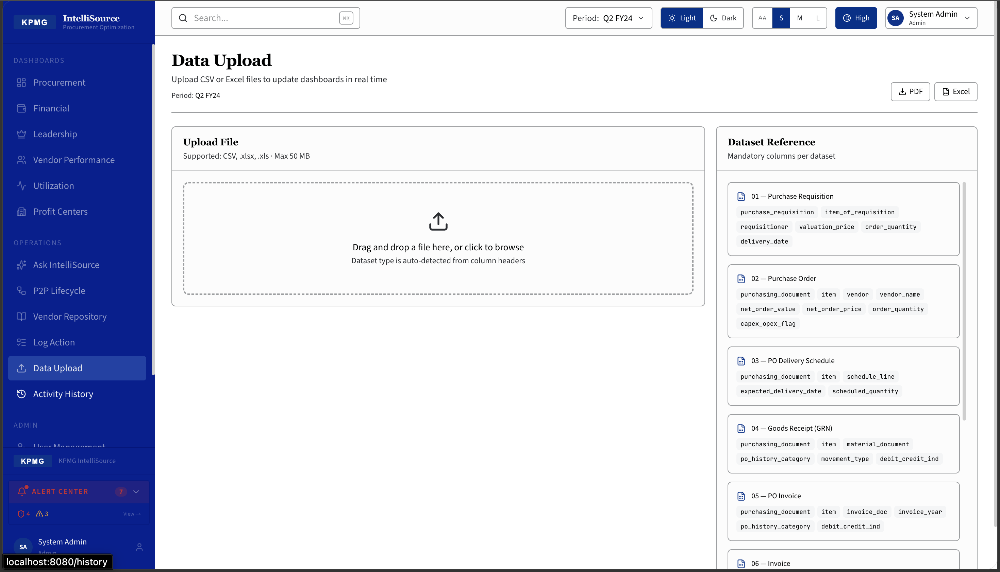 KPMG
IntelliSource
Procurement Optimization
DASHBOARDS
Procurement
Financial
Leadership
Vendor Performance
Utilization
Profit Centers
OPERATIONS
Ask IntelliSource
P2P Lifecycle
Vendor Repository
Log Action
Data Upload
Activity History
ADMIN
User Management
KPMG KPMG IntelliSource
ALERT CENTER 7
4 3 View →
SA System Admin
Admin
localhost:8080/history
Search... ⌘K
Period: Q2 FY24
Light Dark
AA S M L
High
SA System Admin
Admin
Data Upload
Upload CSV or Excel files to update dashboards in real time
Period: Q2 FY24
PDF Excel
Upload File
Supported: CSV, .xlsx, .xls · Max 50 MB
Drag and drop a file here, or click to browse
Dataset type is auto-detected from column headers
Dataset Reference
Mandatory columns per dataset
01 — Purchase Requisition
purchase_requisition item_of_requisition
requisitioner valuation_price order_quantity
delivery_date
02 — Purchase Order
purchasing_document item vendor vendor_name
net_order_value net_order_price order_quantity
capex_opex_flag
03 — PO Delivery Schedule
purchasing_document item schedule_line
expected_delivery_date scheduled_quantity
04 — Goods Receipt (GRN)
purchasing_document item material_document
po_history_category movement_type debit_credit_ind
05 — PO Invoice
purchasing_document item invoice_doc invoice_year
po_history_category debit_credit_ind
06 — Invoice